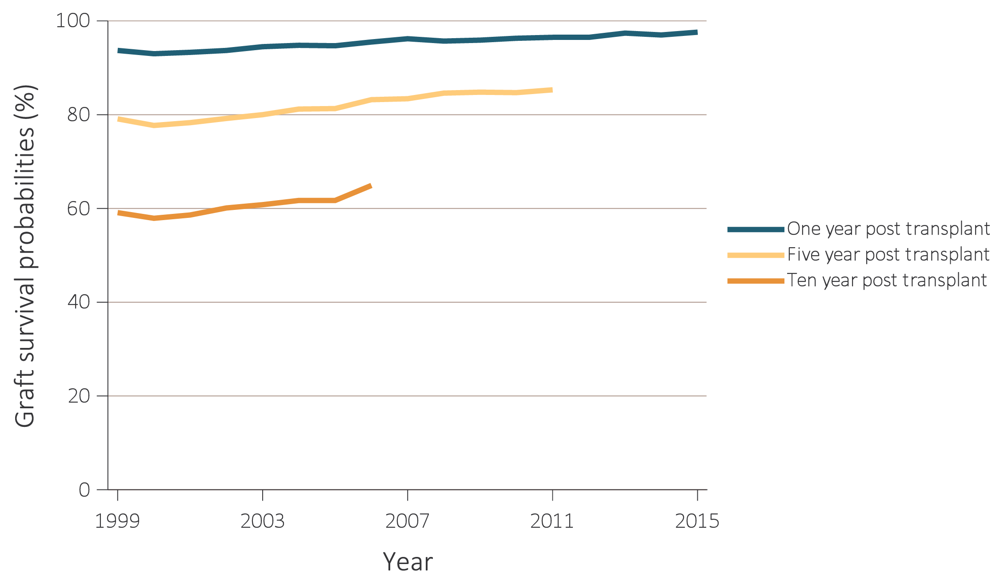 Graft survival probabilities (%)
100
80
60
40
20
0
1999 2003 2007 2011 2015
Year
One year post transplant
Five year post transplant
Ten year post transplant